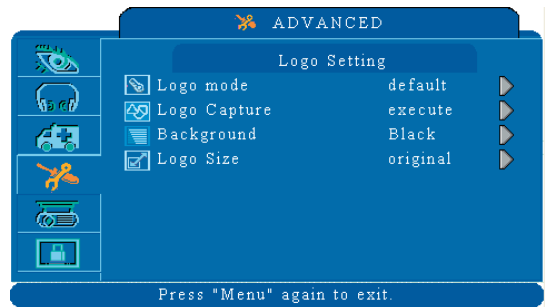 ADVANCED
Logo Setting
Logo mode default
Logo Capture execute
Background Black
Logo Size original
Press "Menu" again to exit.